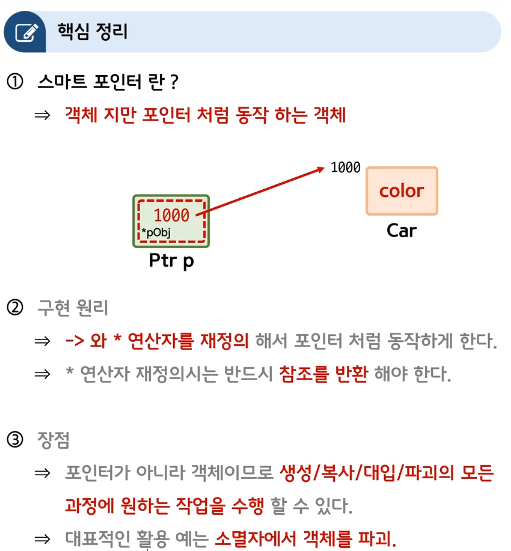 핵심 정리
① 스마트 포인터 란 ?
⇒ 객체 지만 포인터 처럼 동작 하는 객체
1000
1000
*pObj
Ptr p
color
Car
② 구현 원리
⇒ -> 와 * 연산자를 재정의 해서 포인터 처럼 동작하게 한다.
⇒ * 연산자 재정의시는 반드시 참조를 반환 해야 한다.
③ 장점
⇒ 포인터가 아니라 객체이므로 생성/복사/대입/파괴의 모든
과정에 원하는 작업을 수행 할 수 있다.
⇒ 대표적인 활용 예는 소멸자에서 객체를 파괴.